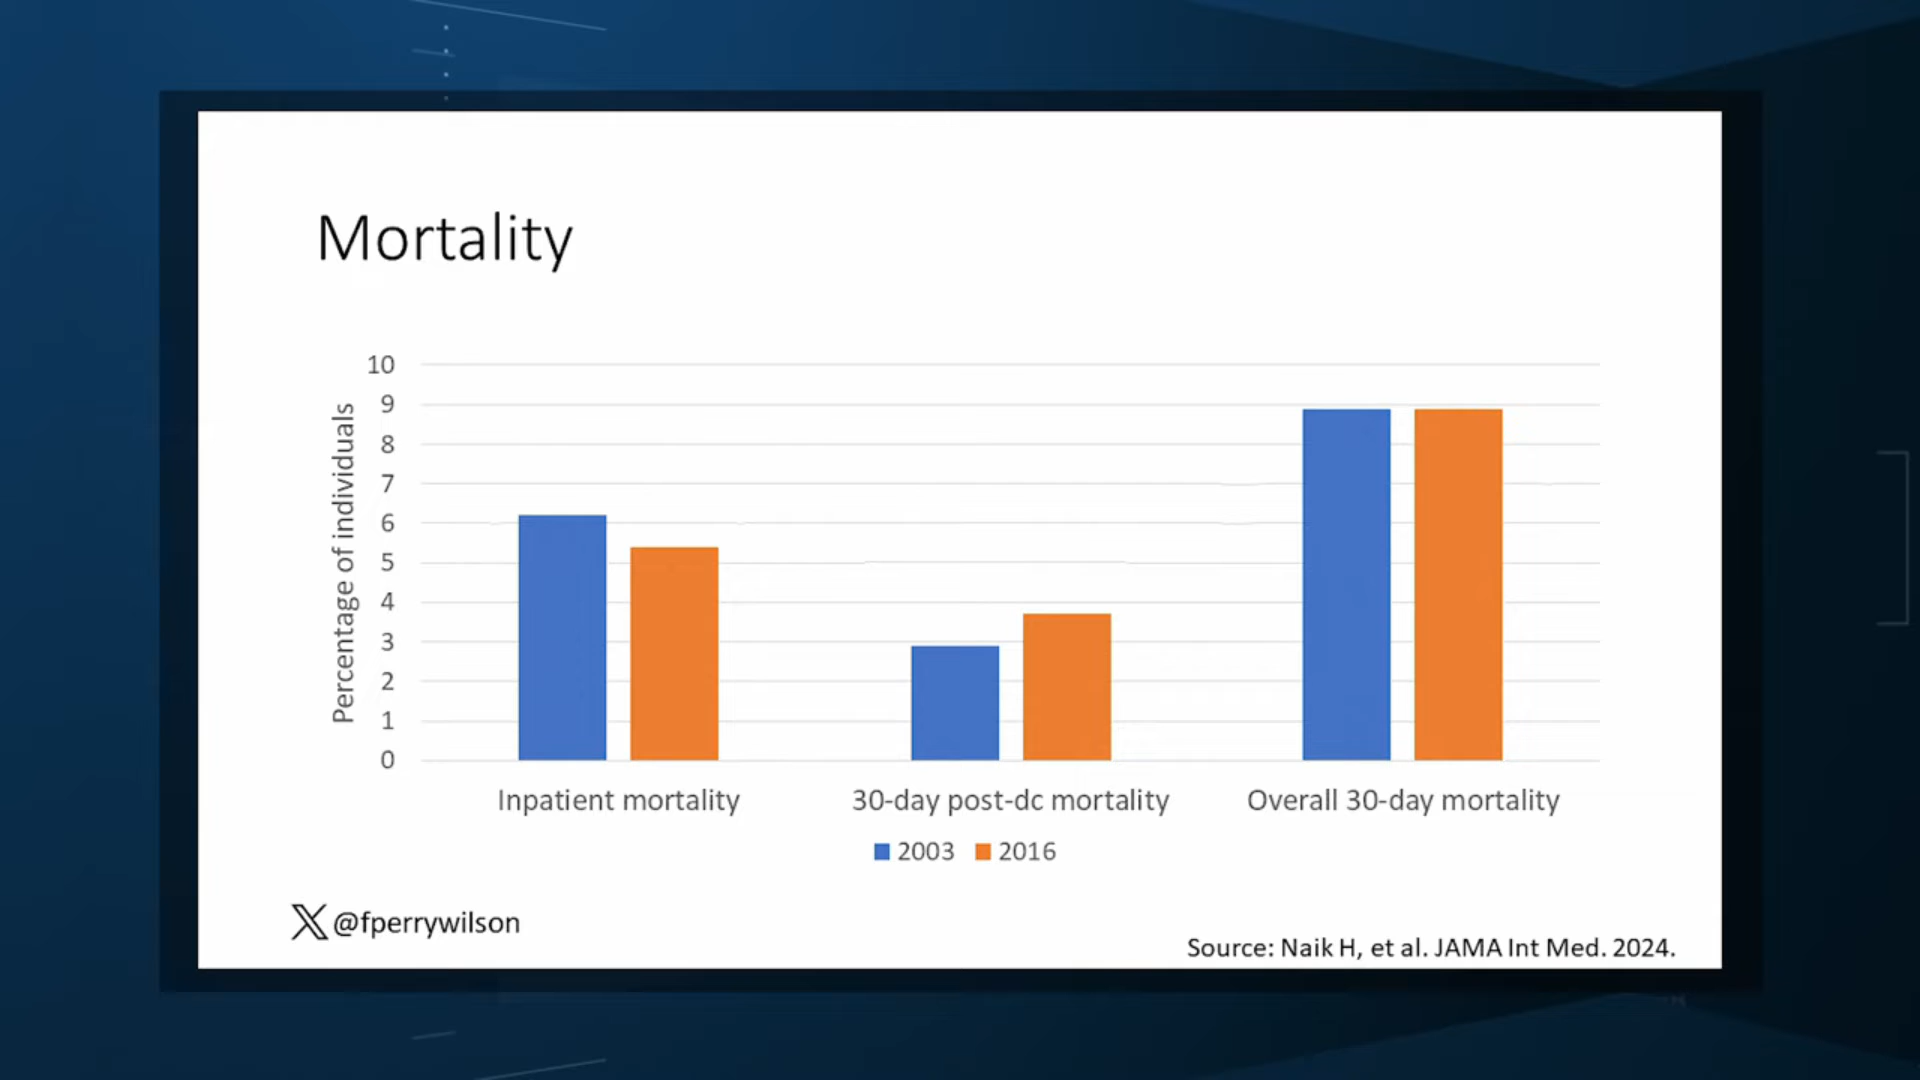 Mortality
Percentage of individuals
10
9
8
7
6
5
4
3
2
1
0
Inpatient mortality
30-day post-dc mortality
Overall 30-day mortality
2003 2016
@fperrywilson
Source: Naik H, et al. JAMA Int Med. 2024.